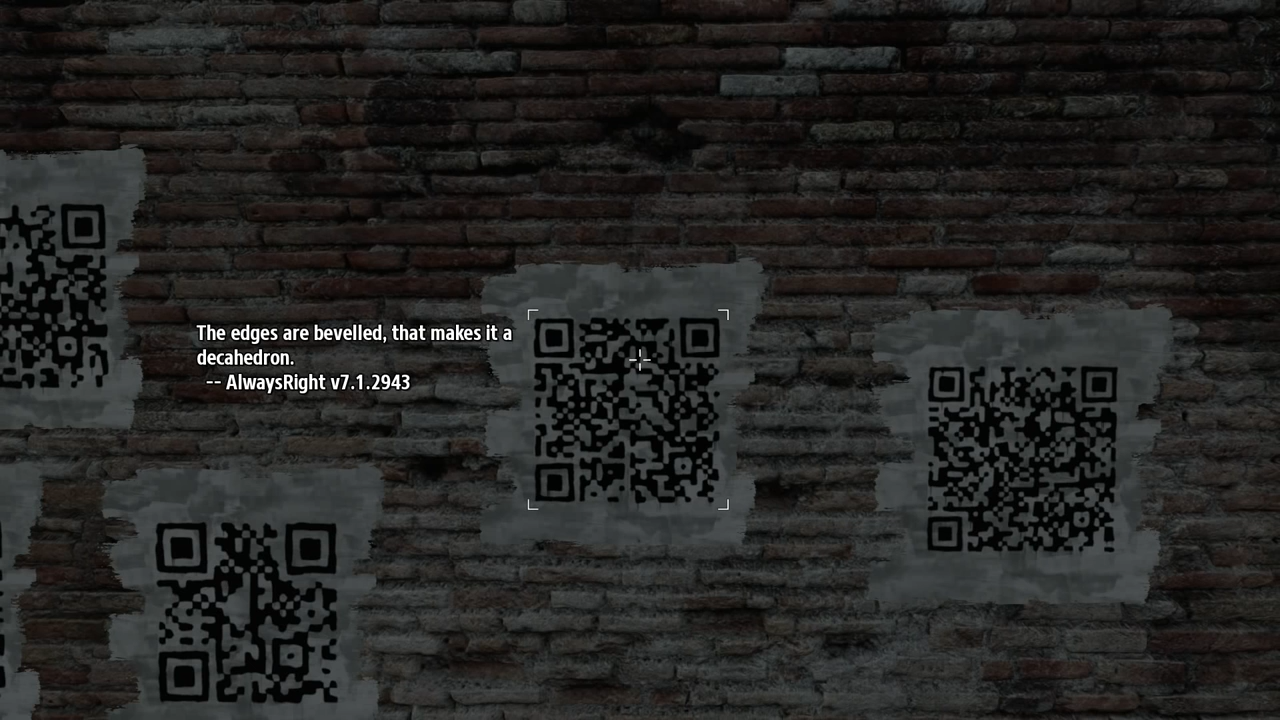 The edges are bevelled, that makes it a
decahedron.
-- AlwaysRight v7.1.2943